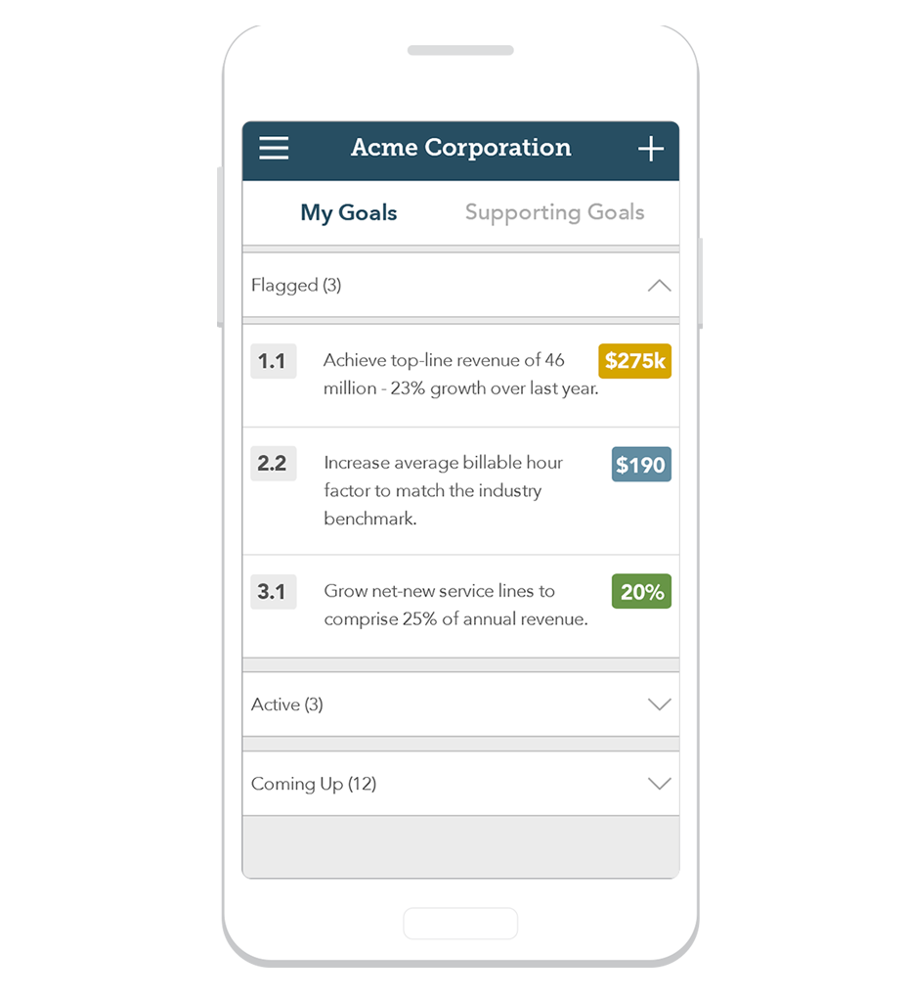 Acme Corporation
My Goals
Supporting Goals
Flagged (3)
1.1
Achieve top-line revenue of 46
million - 23% growth over last year.
$275k
2.2
Increase average billable hour
factor to match the industry
benchmark.
$190
3.1
Grow net-new service lines to
comprise 25% of annual revenue.
20%
Active (3)
Coming Up (12)